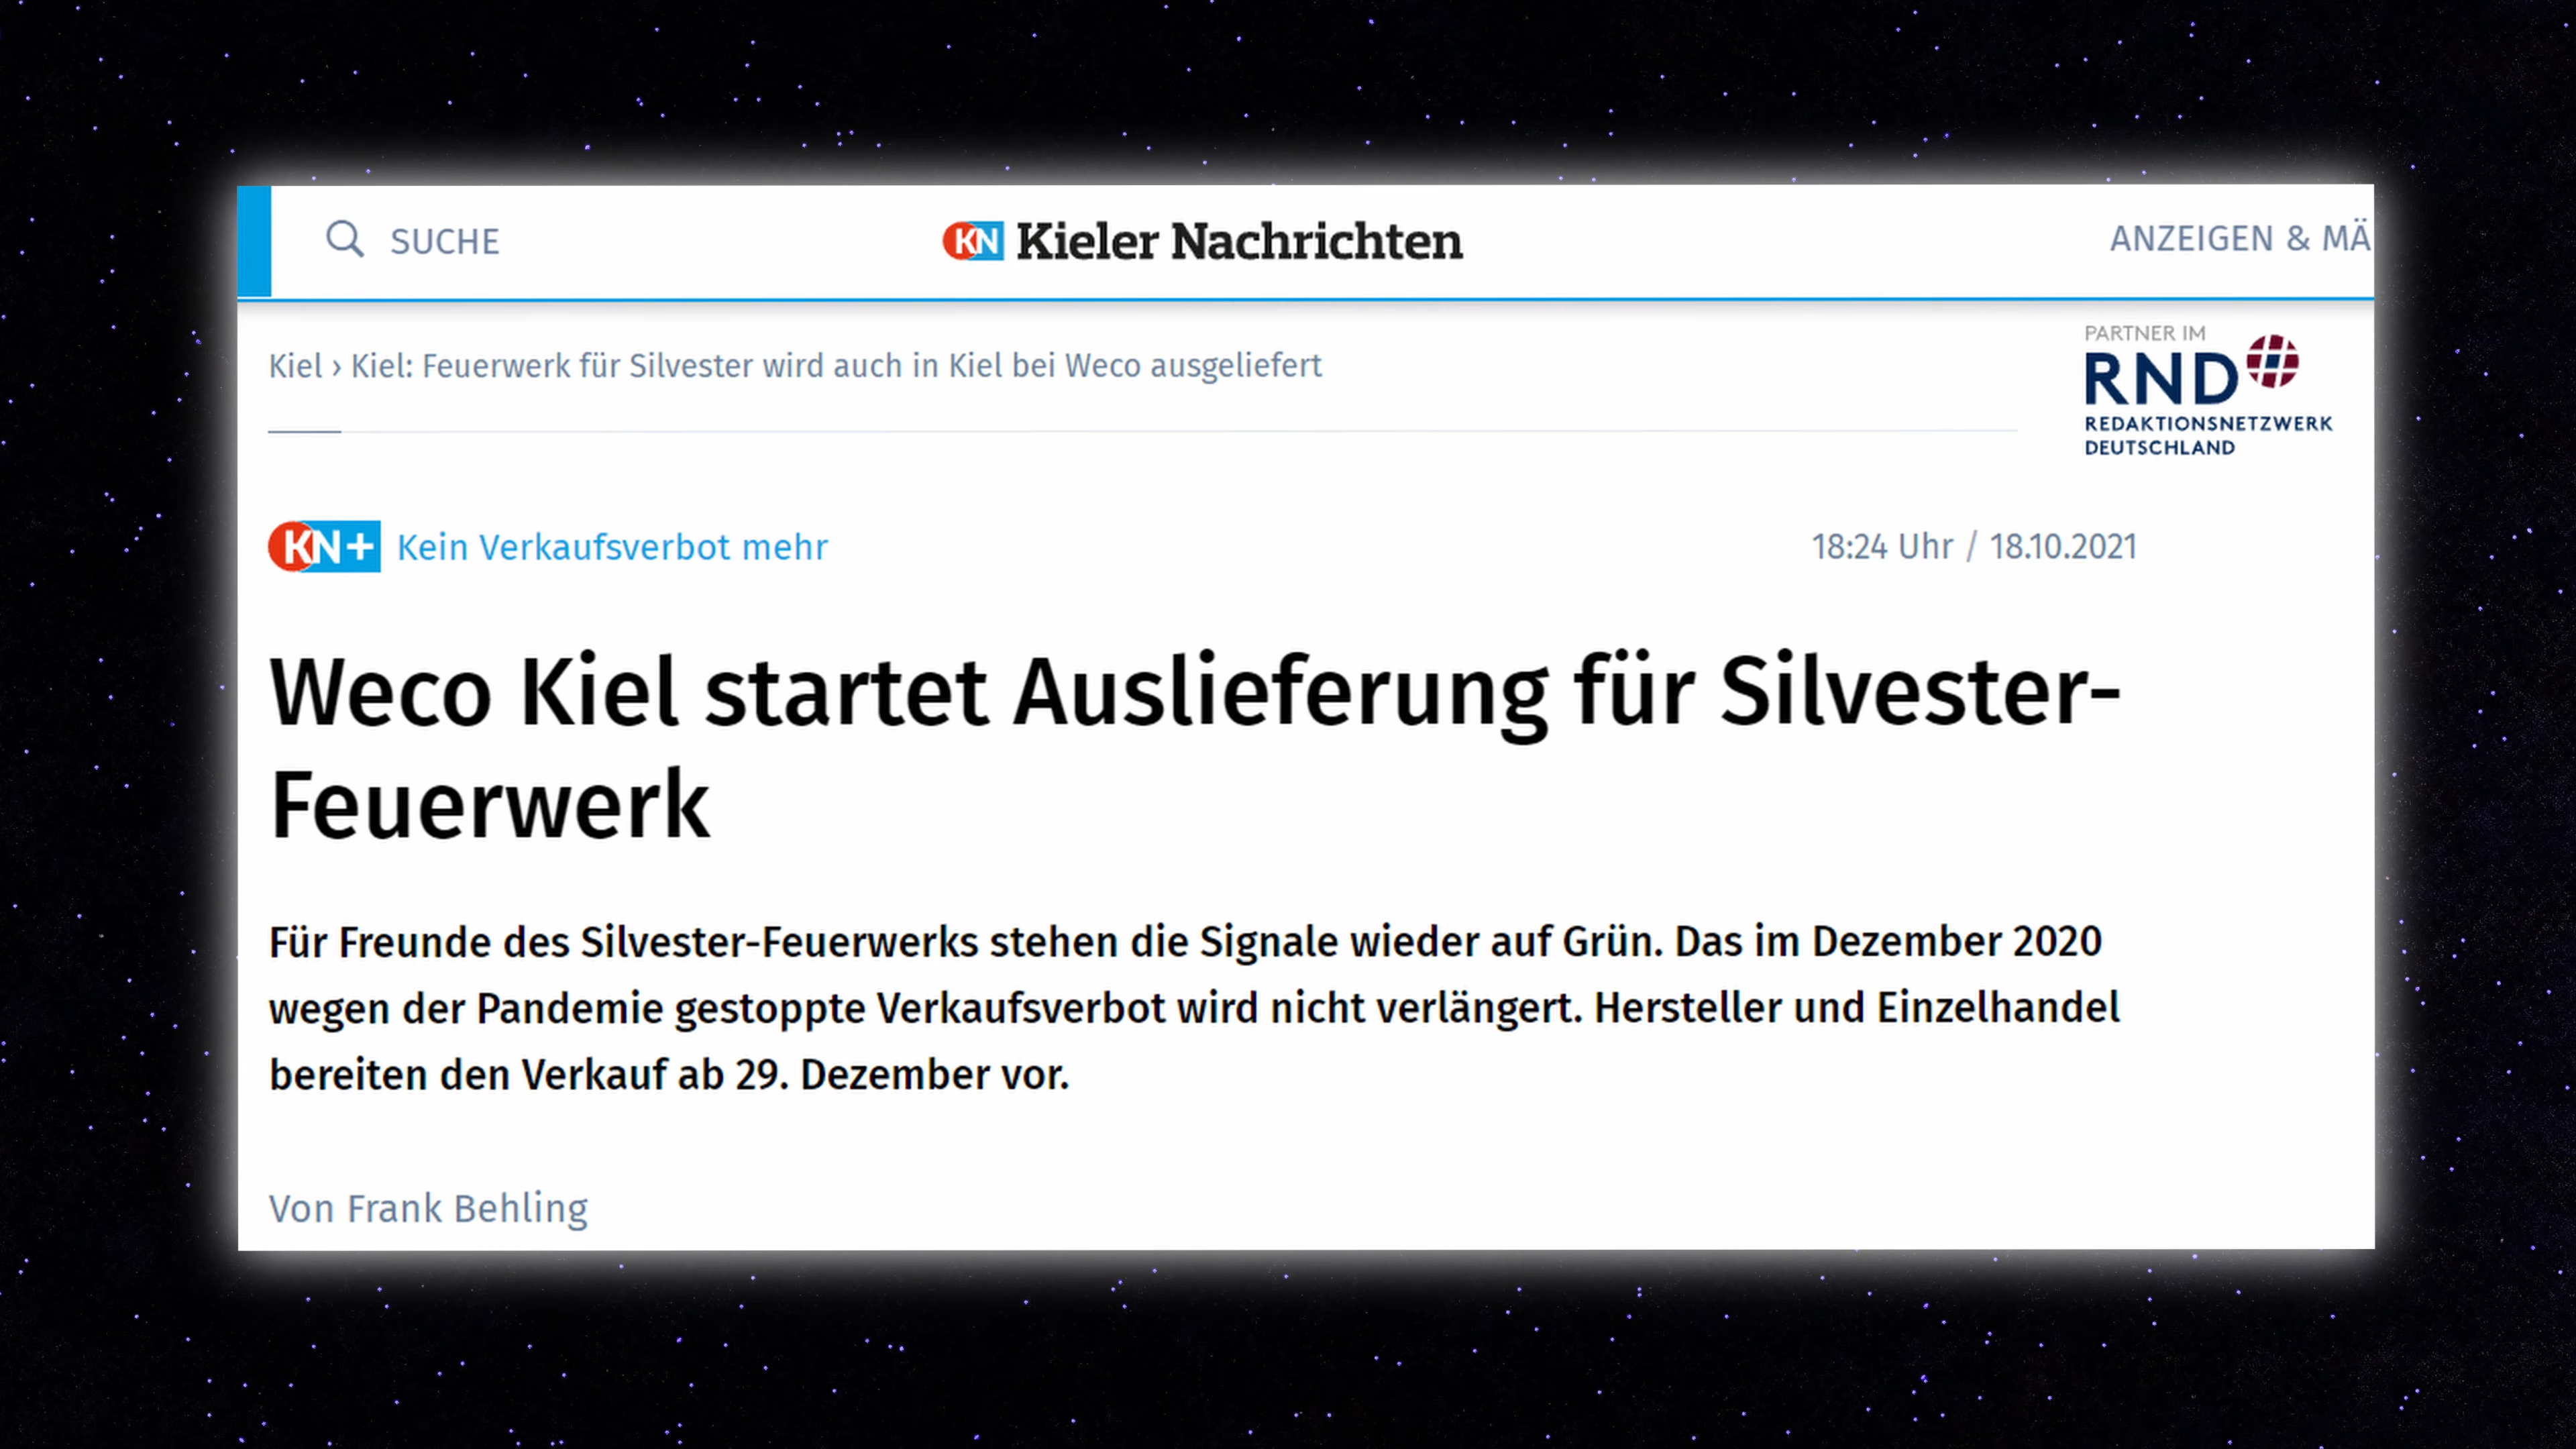 SUCHE
KN Kieler Nachrichten
ANZEIGEN & MÄ
Kiel › Kiel: Feuerwerk für Silvester wird auch in Kiel bei Weco ausgeliefert
PARTNER IM
RND
REDAKTIONSNETZWERK
DEUTSCHLAND
KN+ Kein Verkaufsverbot mehr
18:24 Uhr / 18.10.2021
Weco Kiel startet Auslieferung für Silvester-
Feuerwerk
Für Freunde des Silvester-Feuerwerks stehen die Signale wieder auf Grün. Das im Dezember 2020
wegen der Pandemie gestoppte Verkaufsverbot wird nicht verlängert. Hersteller und Einzelhandel
bereiten den Verkauf ab 29. Dezember vor.
Von Frank Behling